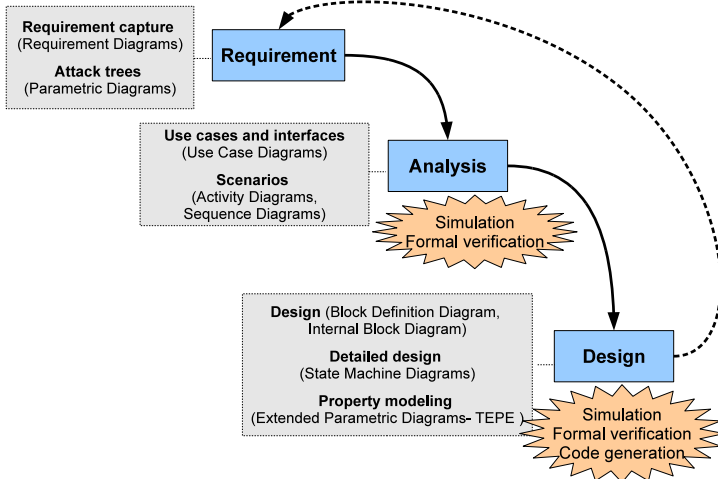 Requirement capture
(Requirement Diagrams)
Attack trees
(Parametric Diagrams)
Requirement
Use cases and interfaces
(Use Case Diagrams)
Scenarios
(Activity Diagrams,
Sequence Diagrams)
Analysis
Simulation
Formal verification
Design (Block Definition Diagram,
Internal Block Diagram)
Detailed design
(State Machine Diagrams)
Property modeling
(Extended Parametric Diagrams- TEPE )
Design
Simulation
Formal verification
Code generation